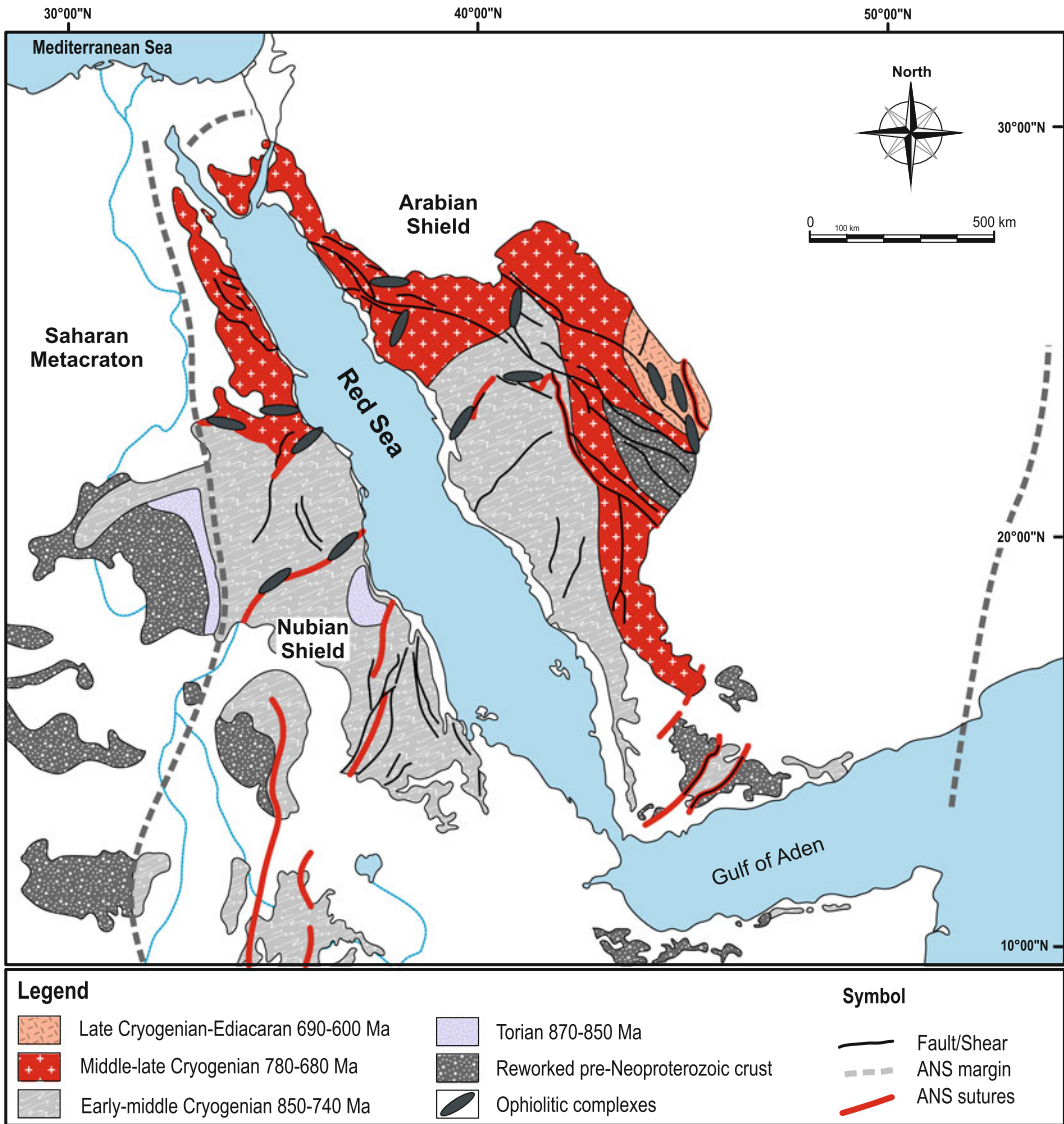 30°00"00
40°00"00
50°00"00
Mediterranean Sea
North
30°00"N
Arabian
Shield
0
100 km
500 km
Saharan
Metacraton
Red Sea
20°00"N
Nubian
Shield
Gulf of Aden
10°00"N
Legend
Late Cryogenian-Ediacaran 690-600 Ma
Middle-late Cryogenian 780-680 Ma
Early-middle Cryogenian 850-740 Ma
Torian 870-850 Ma
Reworked pre-Neoproterozoic crust
Ophiolitic complexes
Symbol
Fault/Shear
ANS margin
ANS sutures